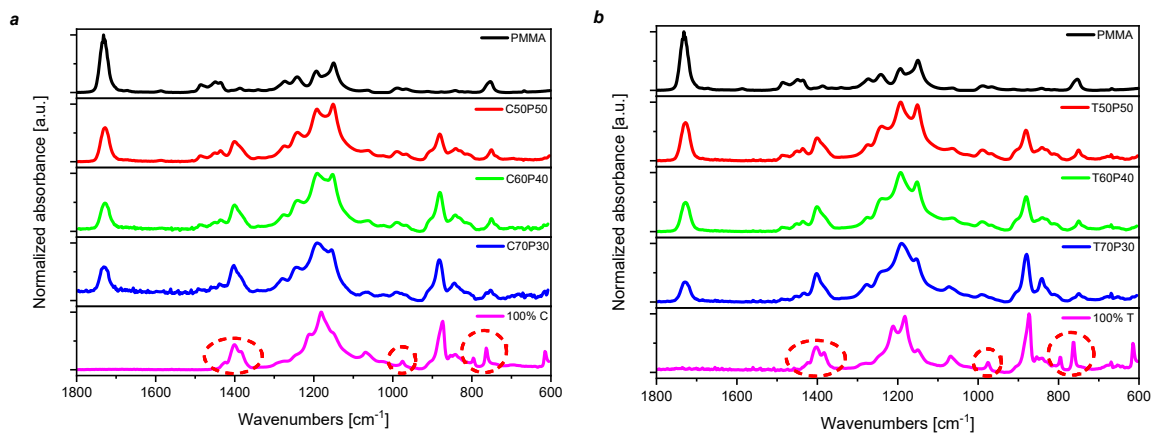 a
Normalized absorbance [a.u.]
PMMA
C50P50
C60P40
C70P30
100% C
1800 1600 1400 1200 1000 800 600
Wavenumbers [cm⁻¹]
b
Normalized absorbance [a.u.]
PMMA
T50P50
T60P40
T70P30
100% T
1800 1600 1400 1200 1000 800 600
Wavenumbers [cm⁻¹]